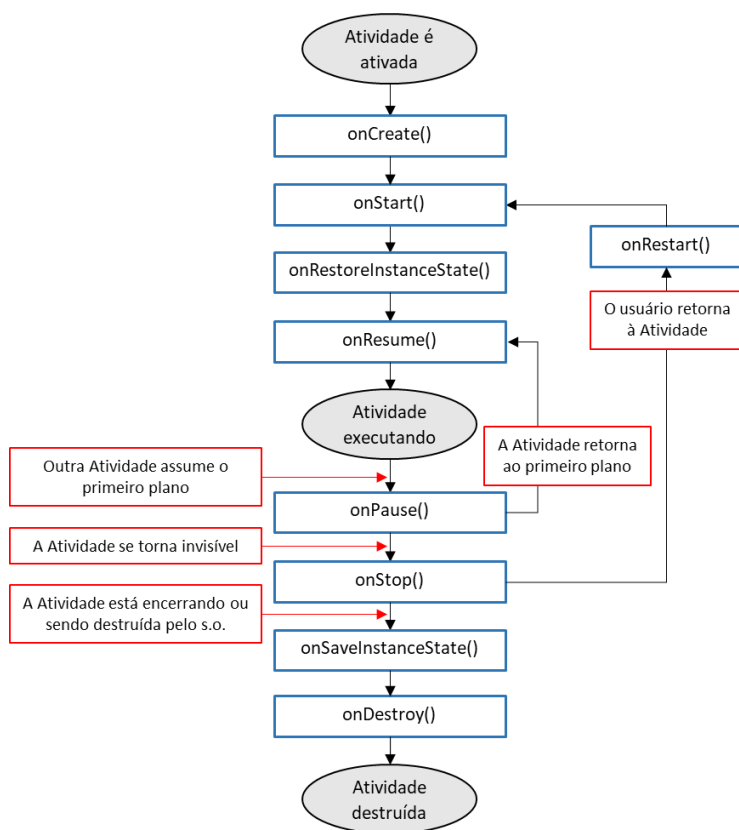 Atividade é
ativada
onCreate()
onStart()
onRestart()
onRestoreInstanceState()
O usuário retorna
à Atividade
onResume()
Atividade
executando
A Atividade retorna
ao primeiro plano
Outra Atividade assume o
primeiro plano
onPause()
A Atividade se torna invisível
onStop()
A Atividade está encerrando ou
sendo destruída pelo s.o.
onSaveInstanceState()
onDestroy()
Atividade
destruída